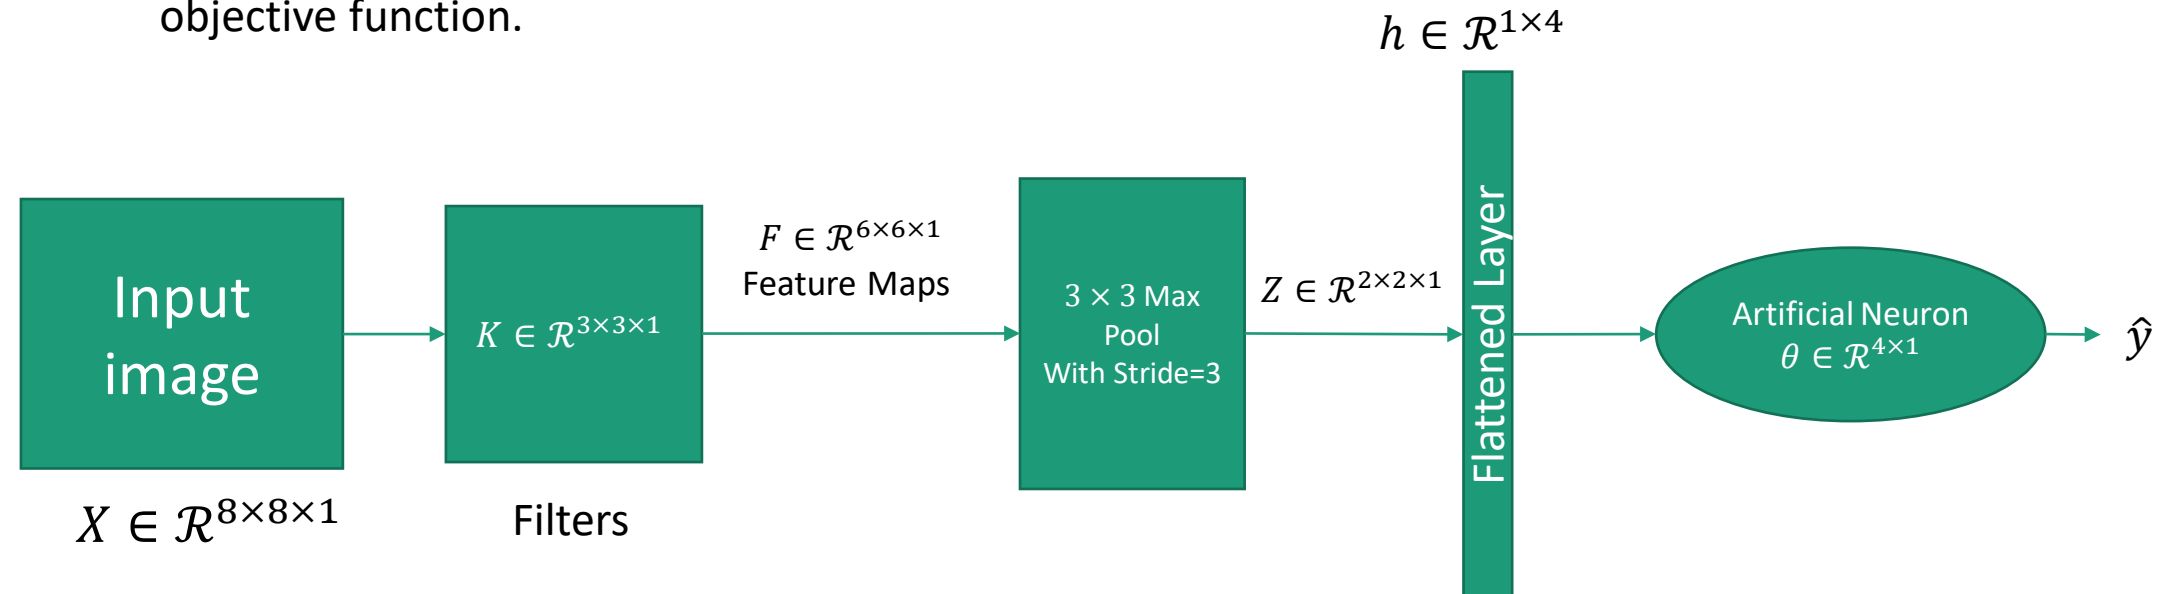 objective function.
h ∈ ℛ^{1×4}
Input
image
X ∈ ℛ^{8×8×1}
K ∈ ℛ^{3×3×1}
Filters
F ∈ ℛ^{6×6×1}
Feature Maps
3 × 3 Max
Pool
With Stride=3
Z ∈ ℛ^{2×2×1}
Flattened Layer
Artificial Neuron
θ ∈ ℛ^{4×1}
ŷ